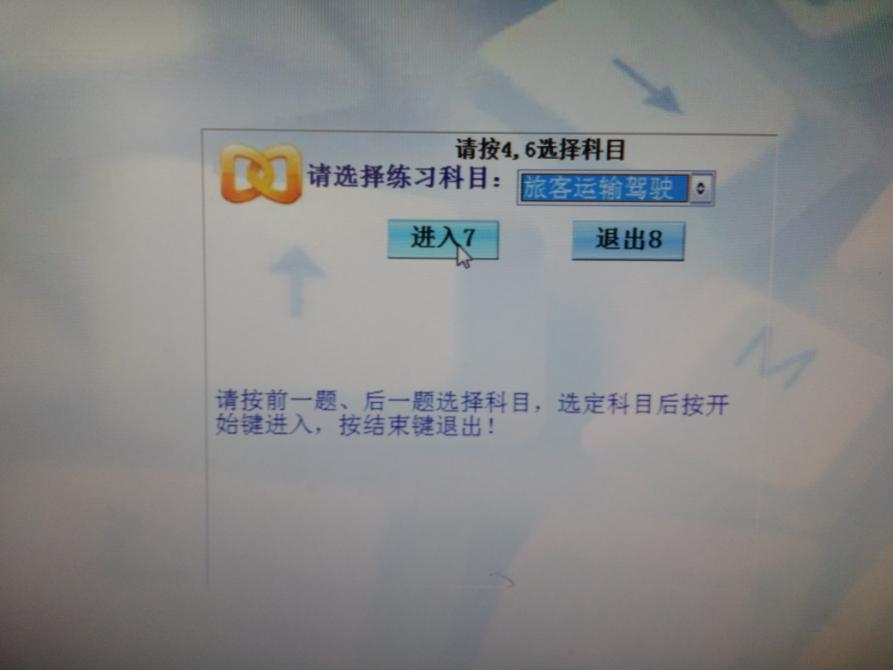 请按4,6选择科目
请选择练习科目： 旅客运输驾驶
进入7 退出8
请按前一题、后一题选择科目，选定科目后按开
始键进入，按结束键退出！